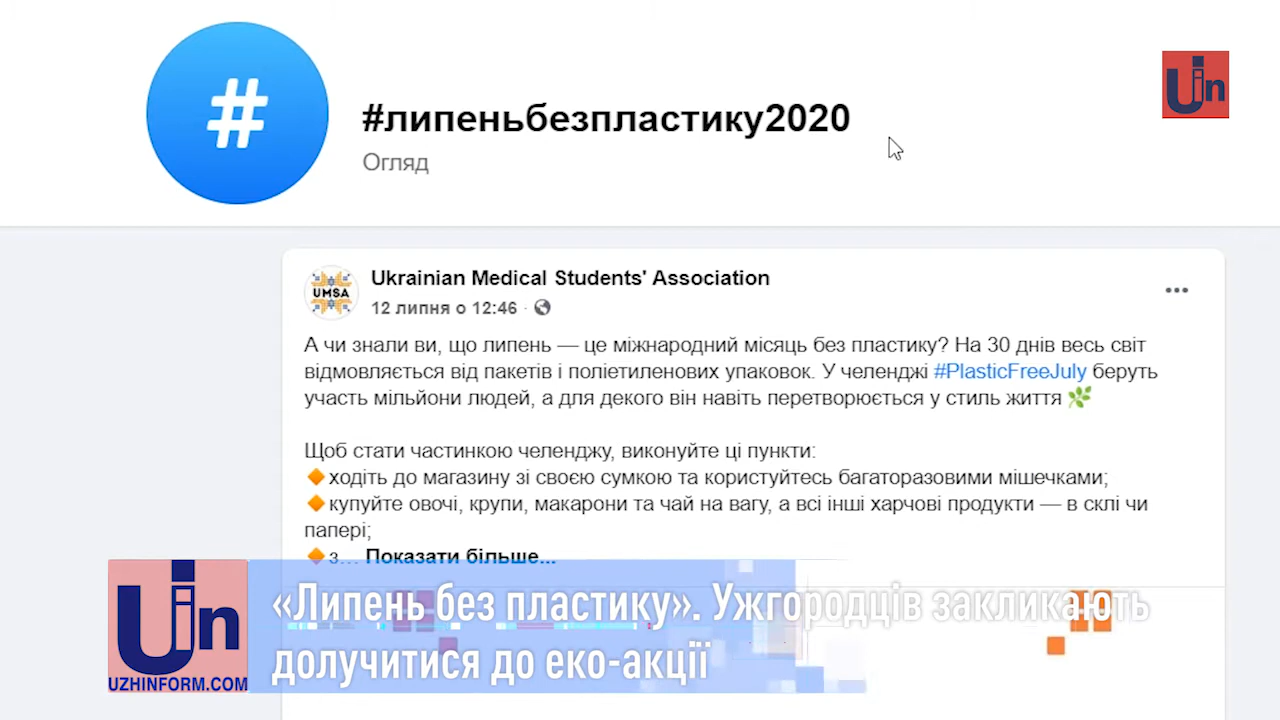 #
#липеньбезпластику2020
Огляд
Uin
UMSA
Ukrainian Medical Students' Association
12 липня о 12:46
А чи знали ви, що липень — це міжнародний місяць без пластику? На 30 днів весь світ
відмовляється від пакетів і поліетиленових упаковок. У челенджі #PlasticFreeJuly беруть
участь мільйони людей, а для декого він навіть перетворюється у стиль життя 🌿
Щоб стати частинкою челенджу, виконуйте ці пункти:
🔸ходіть до магазину зі своєю сумкою та користуйтесь багаторазовими мішечками;
🔸купуйте овочі, крупи, макарони та чай на вагу, а всі інші харчові продукти — в склі чи
папері;
🔸з... Показати більше...
Uin
UZHINFORM.COM
«Липень без пластику». Ужгородців закликають
долучитися до еко-акції